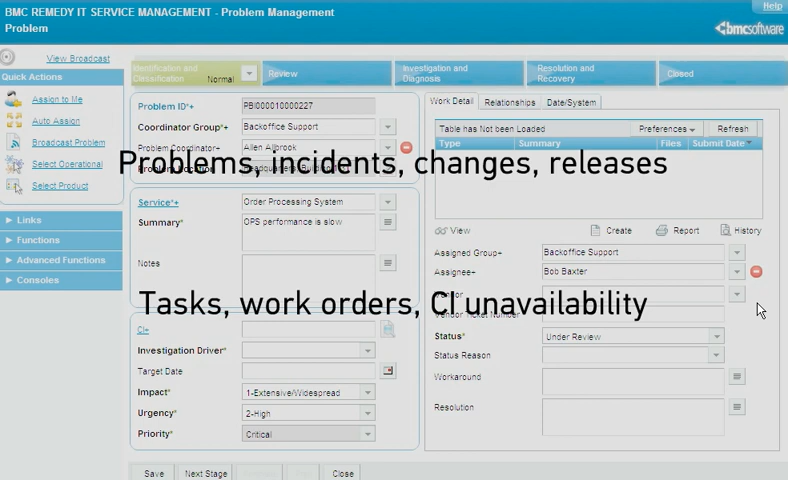 BMC REMEDY IT SERVICE MANAGEMENT - Problem Management
Help
Problem
bmcsoftware
View Broadcast
Quick Actions
Assign to Me
Auto Assign
Broadcast Problem
Select Operational
Select Product
Links
Functions
Advanced Functions
Consoles
Identification and Classification
Normal
Review
Investigation and Diagnosis
Resolution and Recovery
Closed
Problem ID*+
PBI000010000227
Coordinator Group*+
Backoffice Support
Problem Coordinator+
Allen Allbrook
Problems, incidents, changes, releases
Service*+
Order Processing System
Summary*
OPS performance is slow
Notes
Tasks, work orders, CI unavailability
CI+
Investigation Driver*
Target Date
Impact*
1-Extensive/Widespread
Urgency*
2-High
Priority*
Critical
Work Detail
Relationships
Date/System
Table has Not been Loaded
Preferences
Refresh
Type
Summary
Files
Submit Date
View
Create
Report
History
Assigned Group*
Backoffice Support
Assignee+
Bob Baxter
Vendor Ticket Number
Status*
Under Review
Status Reason
Workaround
Resolution
Save
Next Stage
Close